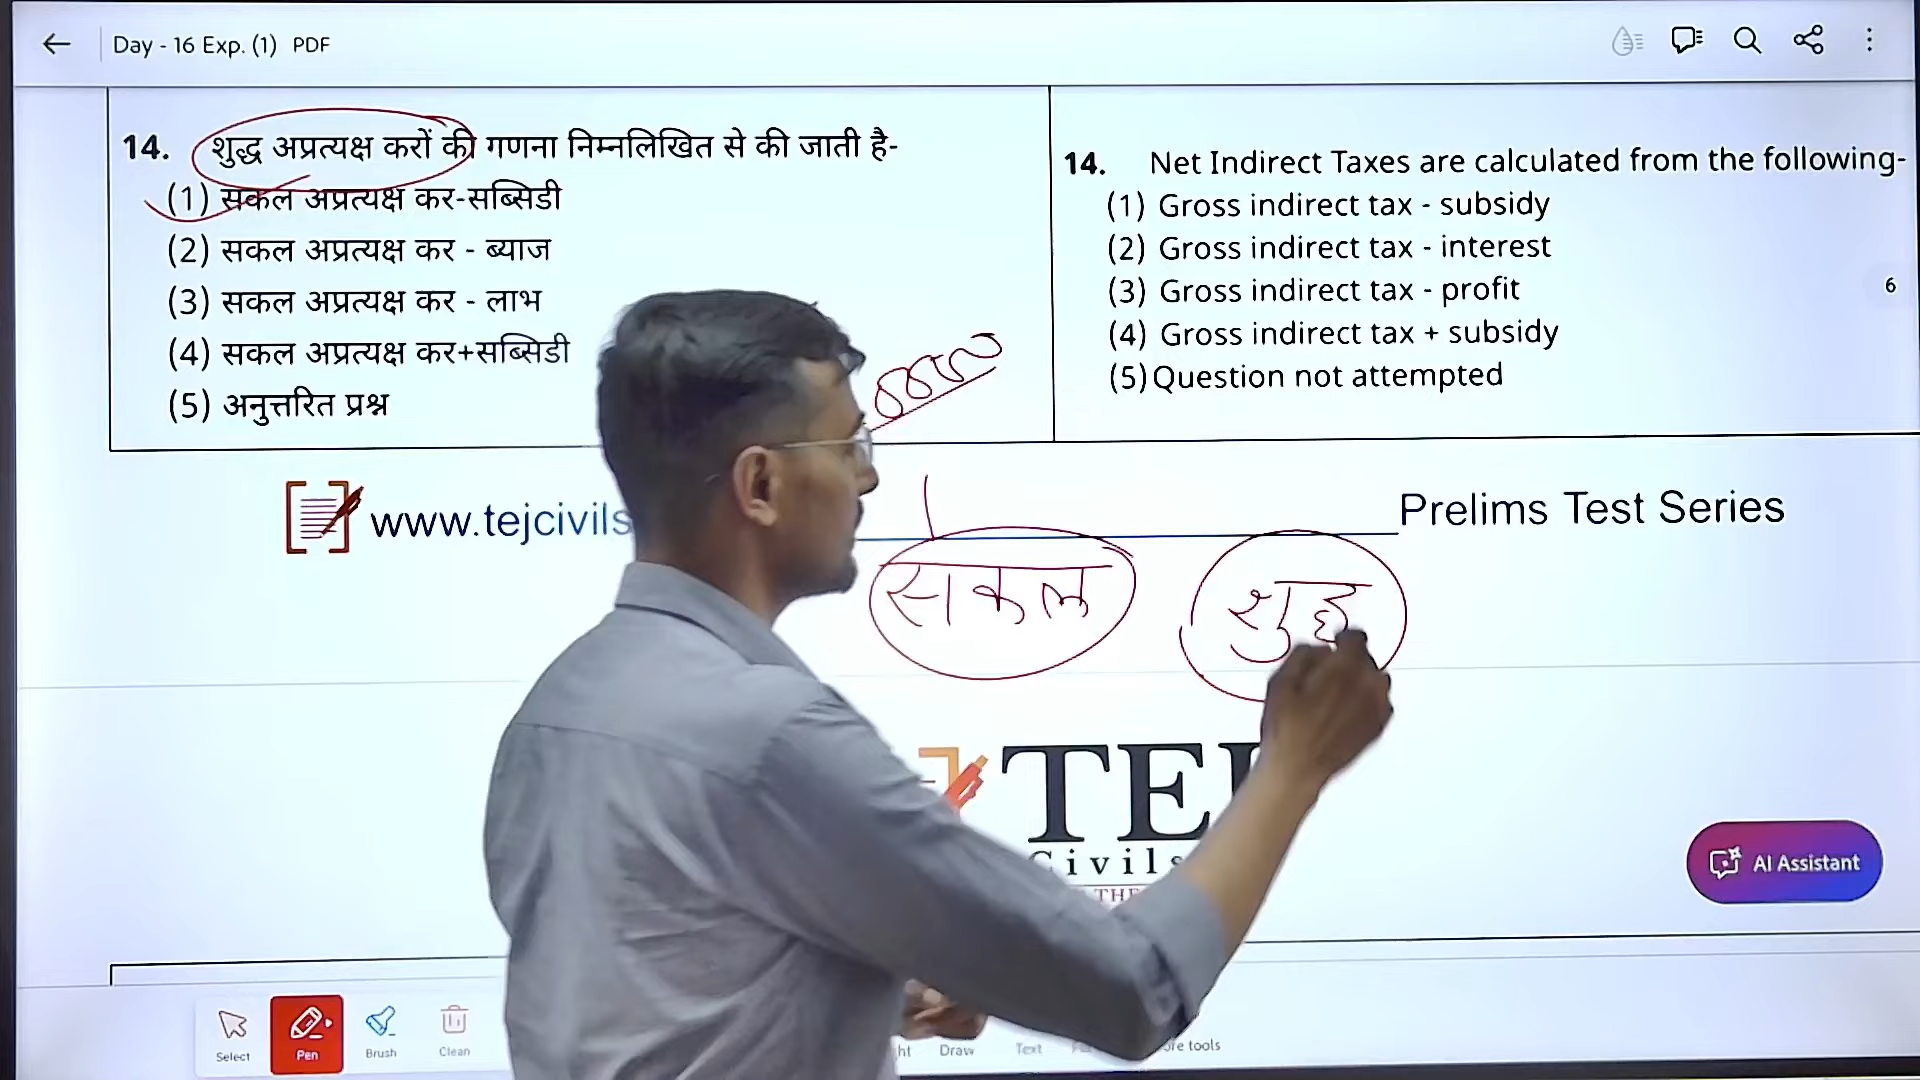 Day - 16 Exp. (1) PDF
14. शुद्ध अप्रत्यक्ष करों की गणना निम्नलिखित से की जाती है-
(1) सकल अप्रत्यक्ष कर-सब्सिडी
(2) सकल अप्रत्यक्ष कर - ब्याज
(3) सकल अप्रत्यक्ष कर - लाभ
(4) सकल अप्रत्यक्ष कर+सब्सिडी
(5) अनुत्तरित प्रश्न
14. Net Indirect Taxes are calculated from the following-
(1) Gross indirect tax - subsidy
(2) Gross indirect tax - interest
(3) Gross indirect tax - profit
(4) Gross indirect tax + subsidy
(5) Question not attempted
6
www.tejcivils
Prelims Test Series
सकल
शुद्ध
TE
Civils
THE
AI Assistant
Select
Pen
Brush
Clean
Draw
Text
tools